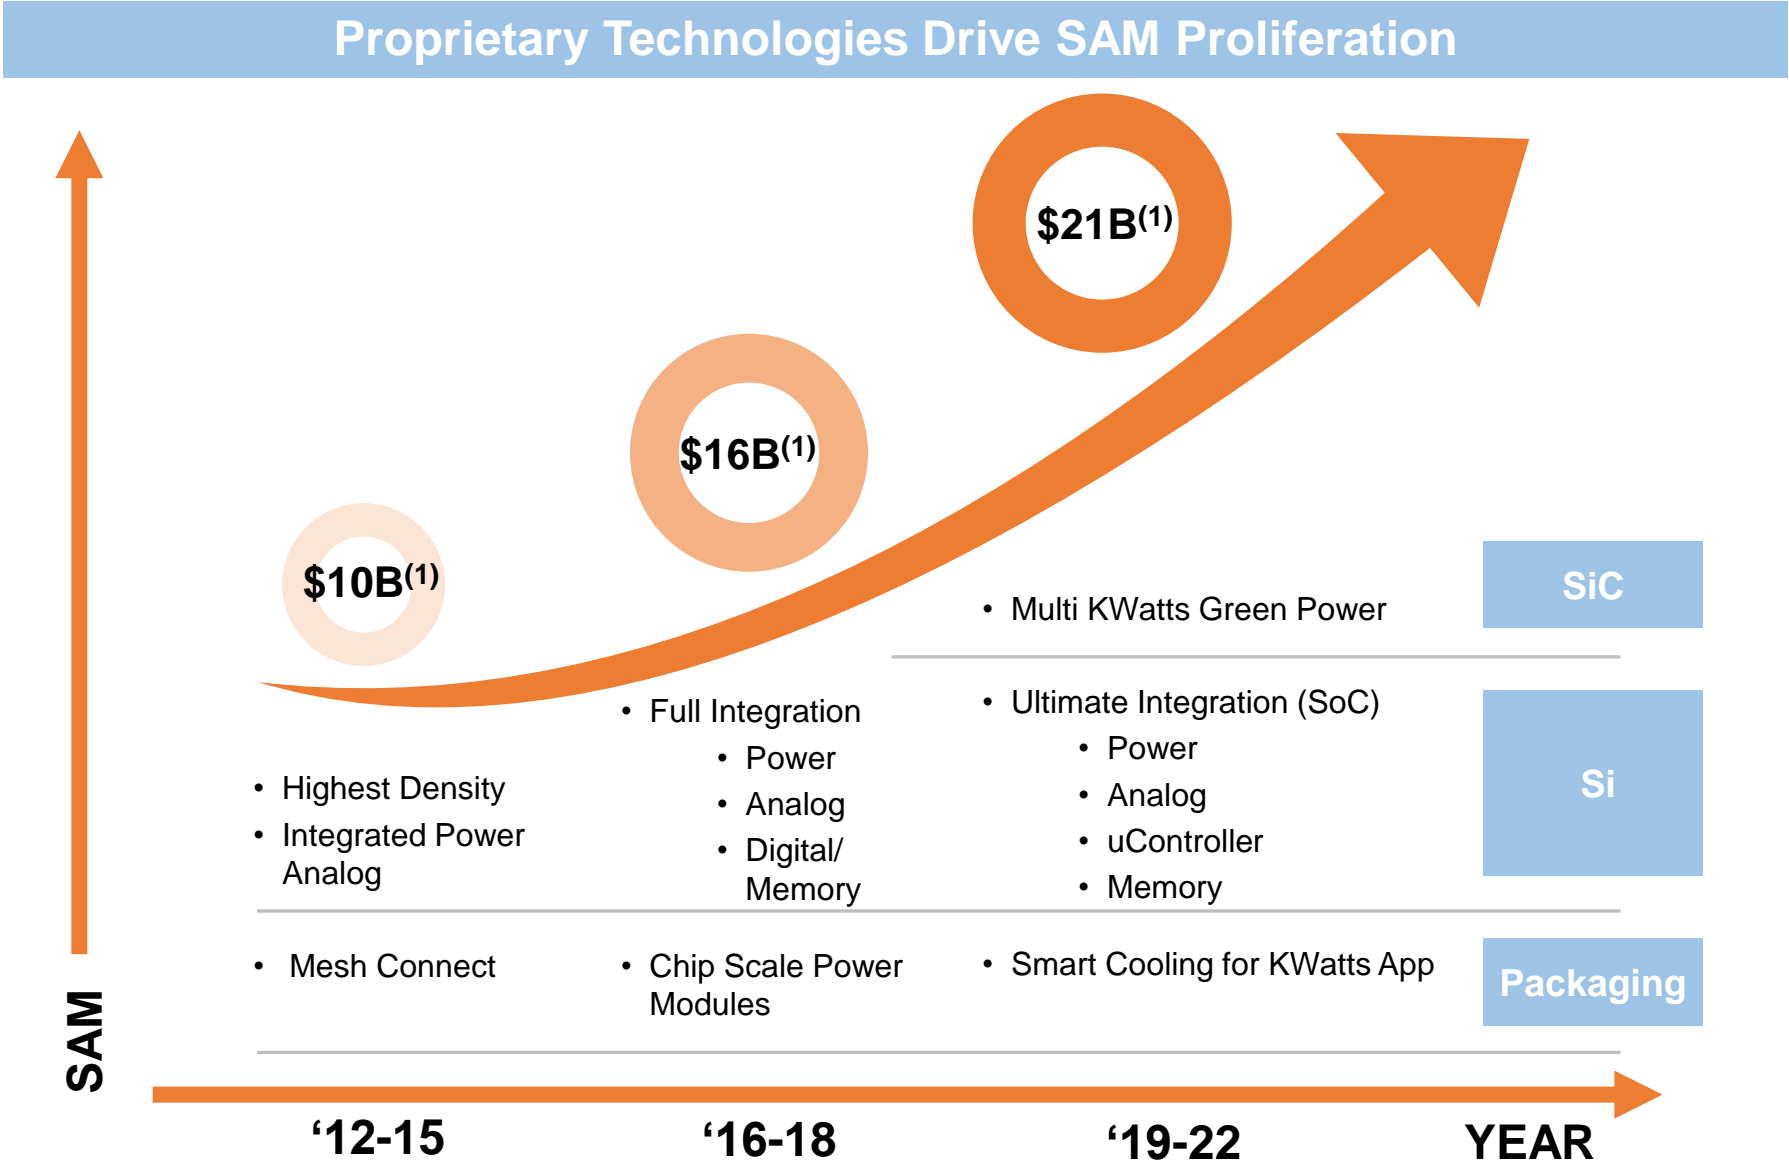 Proprietary Technologies Drive SAM Proliferation
$21B(1)
$16B(1)
$10B(1)
• Multi KWatts Green Power
SiC
• Highest Density
• Integrated Power
Analog
• Full Integration
• Power
• Analog
• Digital/
Memory
• Ultimate Integration (SoC)
• Power
• Analog
• uController
• Memory
Si
• Mesh Connect
• Chip Scale Power
Modules
• Smart Cooling for KWatts App
Packaging
SAM
‘12-15
‘16-18
‘19-22
YEAR